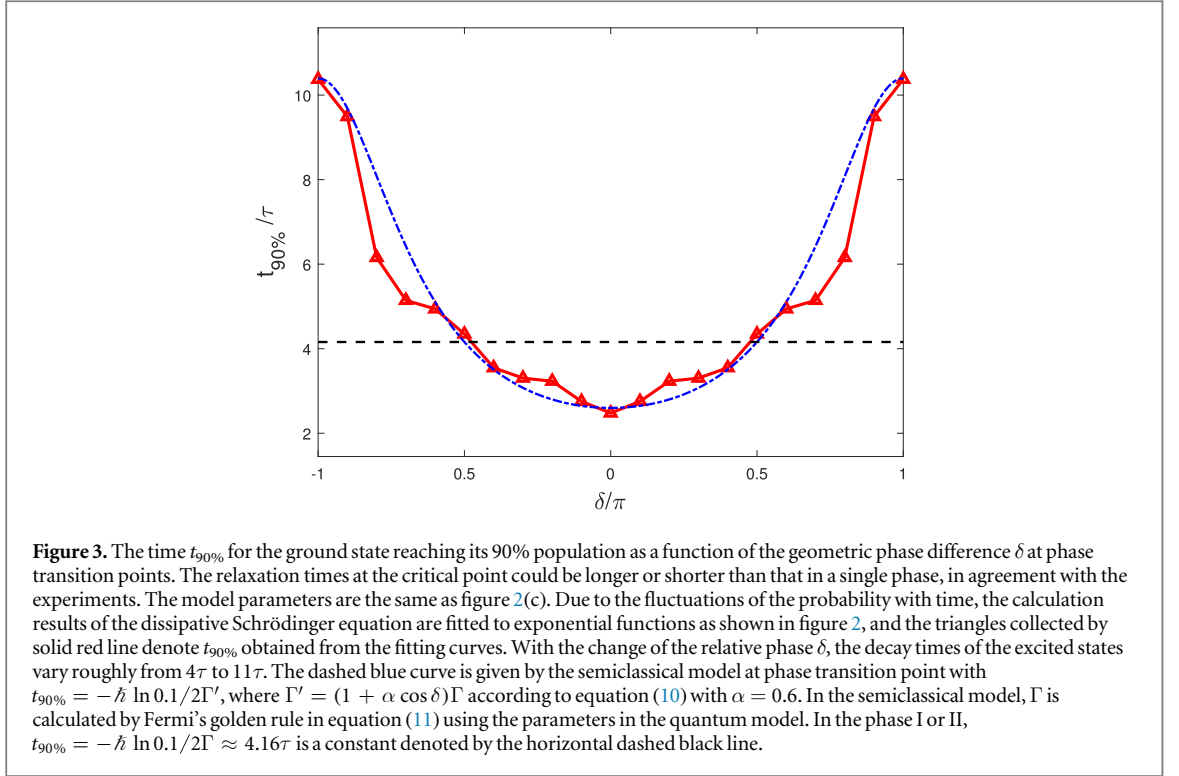 10
8
6
4
2
t90% /τ
-1
0.5
0
0.5
1
δ/π
Figure 3. The time t90% for the ground state reaching its 90% population as a function of the geometric phase difference δ at phase
transition points. The relaxation times at the critical point could be longer or shorter than that in a single phase, in agreement with the
experiments. The model parameters are the same as figure 2(c). Due to the fluctuations of the probability with time, the calculation
results of the dissipative Schrödinger equation are fitted to exponential functions as shown in figure 2, and the triangles collected by
solid red line denote t90% obtained from the fitting curves. With the change of the relative phase δ, the decay times of the excited states
vary roughly from 4τ to 11τ. The dashed blue curve is given by the semiclassical model at phase transition point with
t90% = −ℏ ln 0.1/2Γ′, where Γ′ = (1 + α cos δ)Γ according to equation (10) with α = 0.6. In the semiclassical model, Γ is
calculated by Fermi's golden rule in equation (11) using the parameters in the quantum model. In the phase I or II,
t90% = −ℏ ln 0.1/2Γ ≈ 4.16τ is a constant denoted by the horizontal dashed black line.